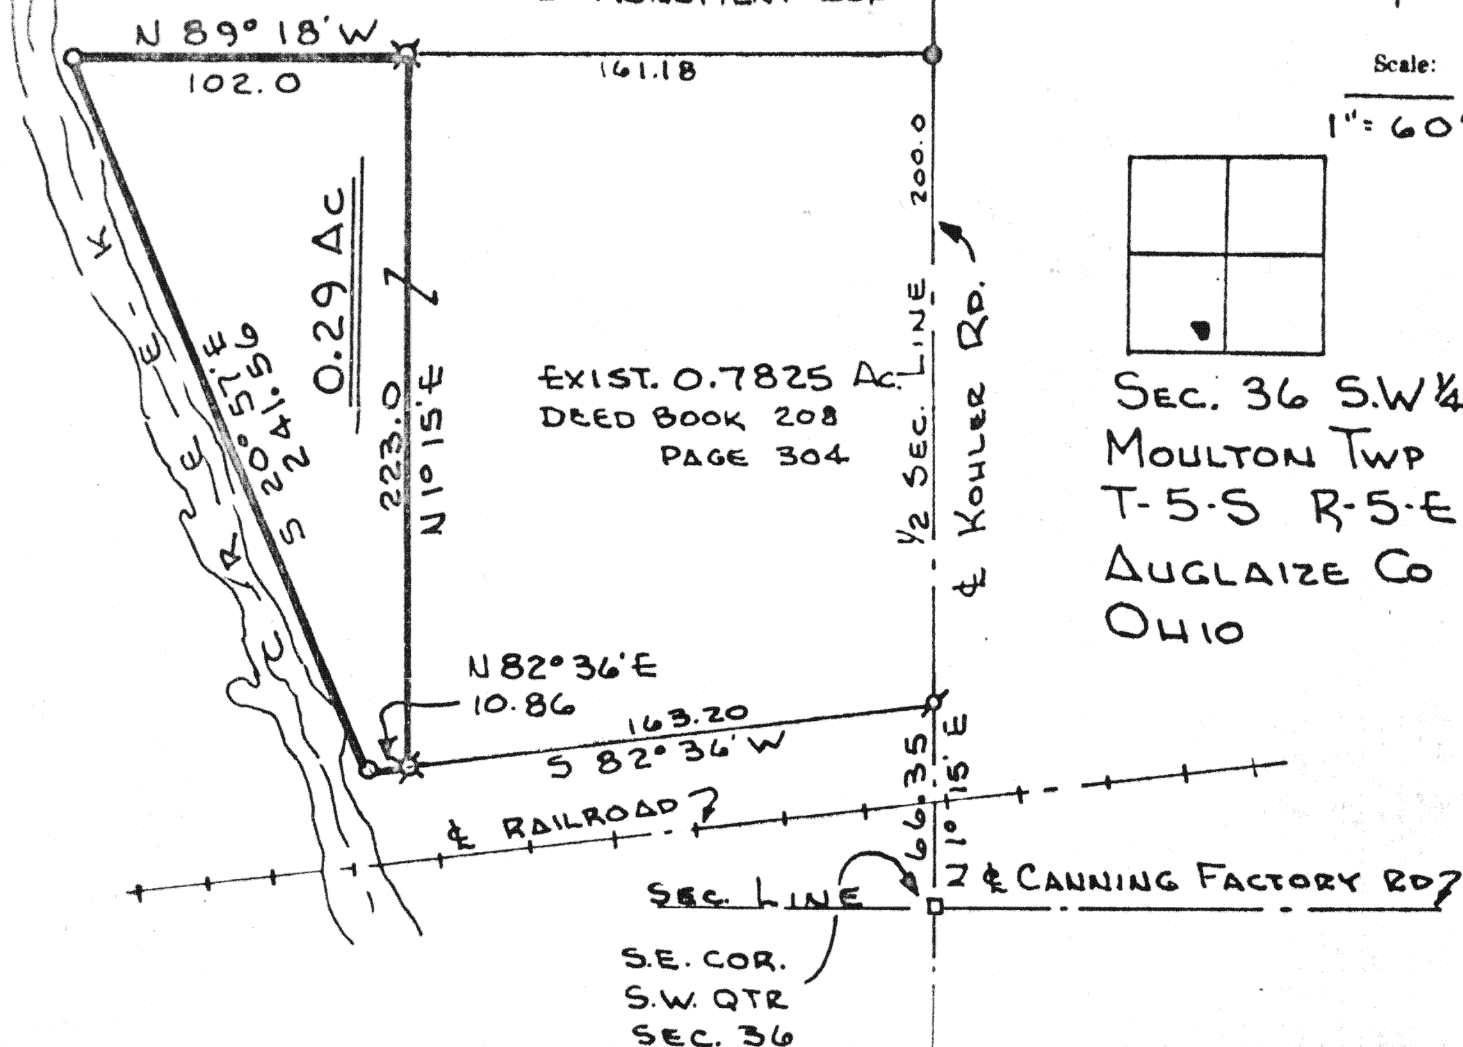 N 89° 18' W
102.0
161.18
Scale:
1" = 60'
200.0
0.29 Ac
CREEK
S 20° 57' E
241.56
223.0
N 1° 15' E
EXIST. 0.7825 Ac.
DEED BOOK 208
PAGE 304
½ SEC. LINE
℄ KOHLER RD.
SEC. 36 S.W ¼
MOULTON TWP
T-5-S R-5-E
AUGLAIZE CO
OHIO
N 82° 36' E
10.86
163.20
S 82° 36' W
66.35
N 1° 15' E
℄ RAILROAD
SEC. LINE
℄ CANNING FACTORY RD
S.E. COR.
S.W. QTR
SEC. 36